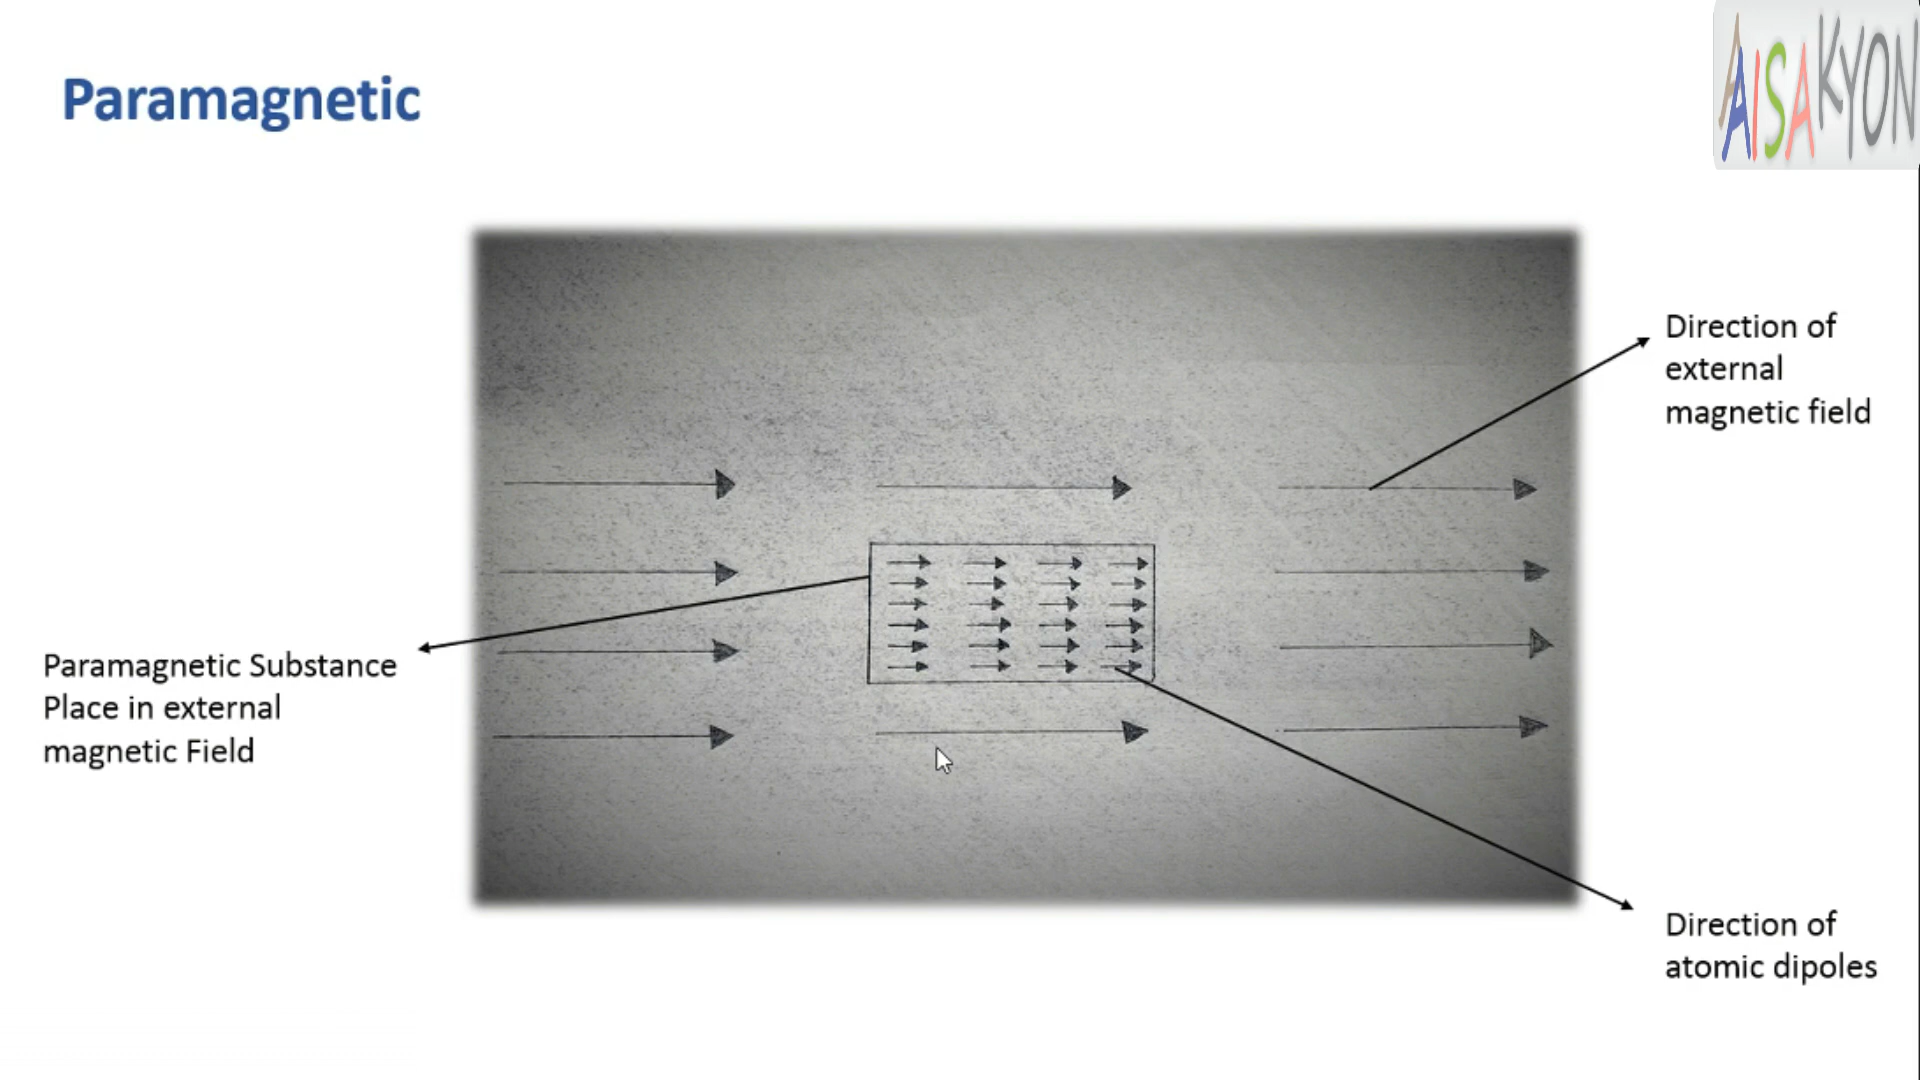 Paramagnetic
AISAKYON
Direction of
external
magnetic field
Paramagnetic Substance
Place in external
magnetic Field
Direction of
atomic dipoles